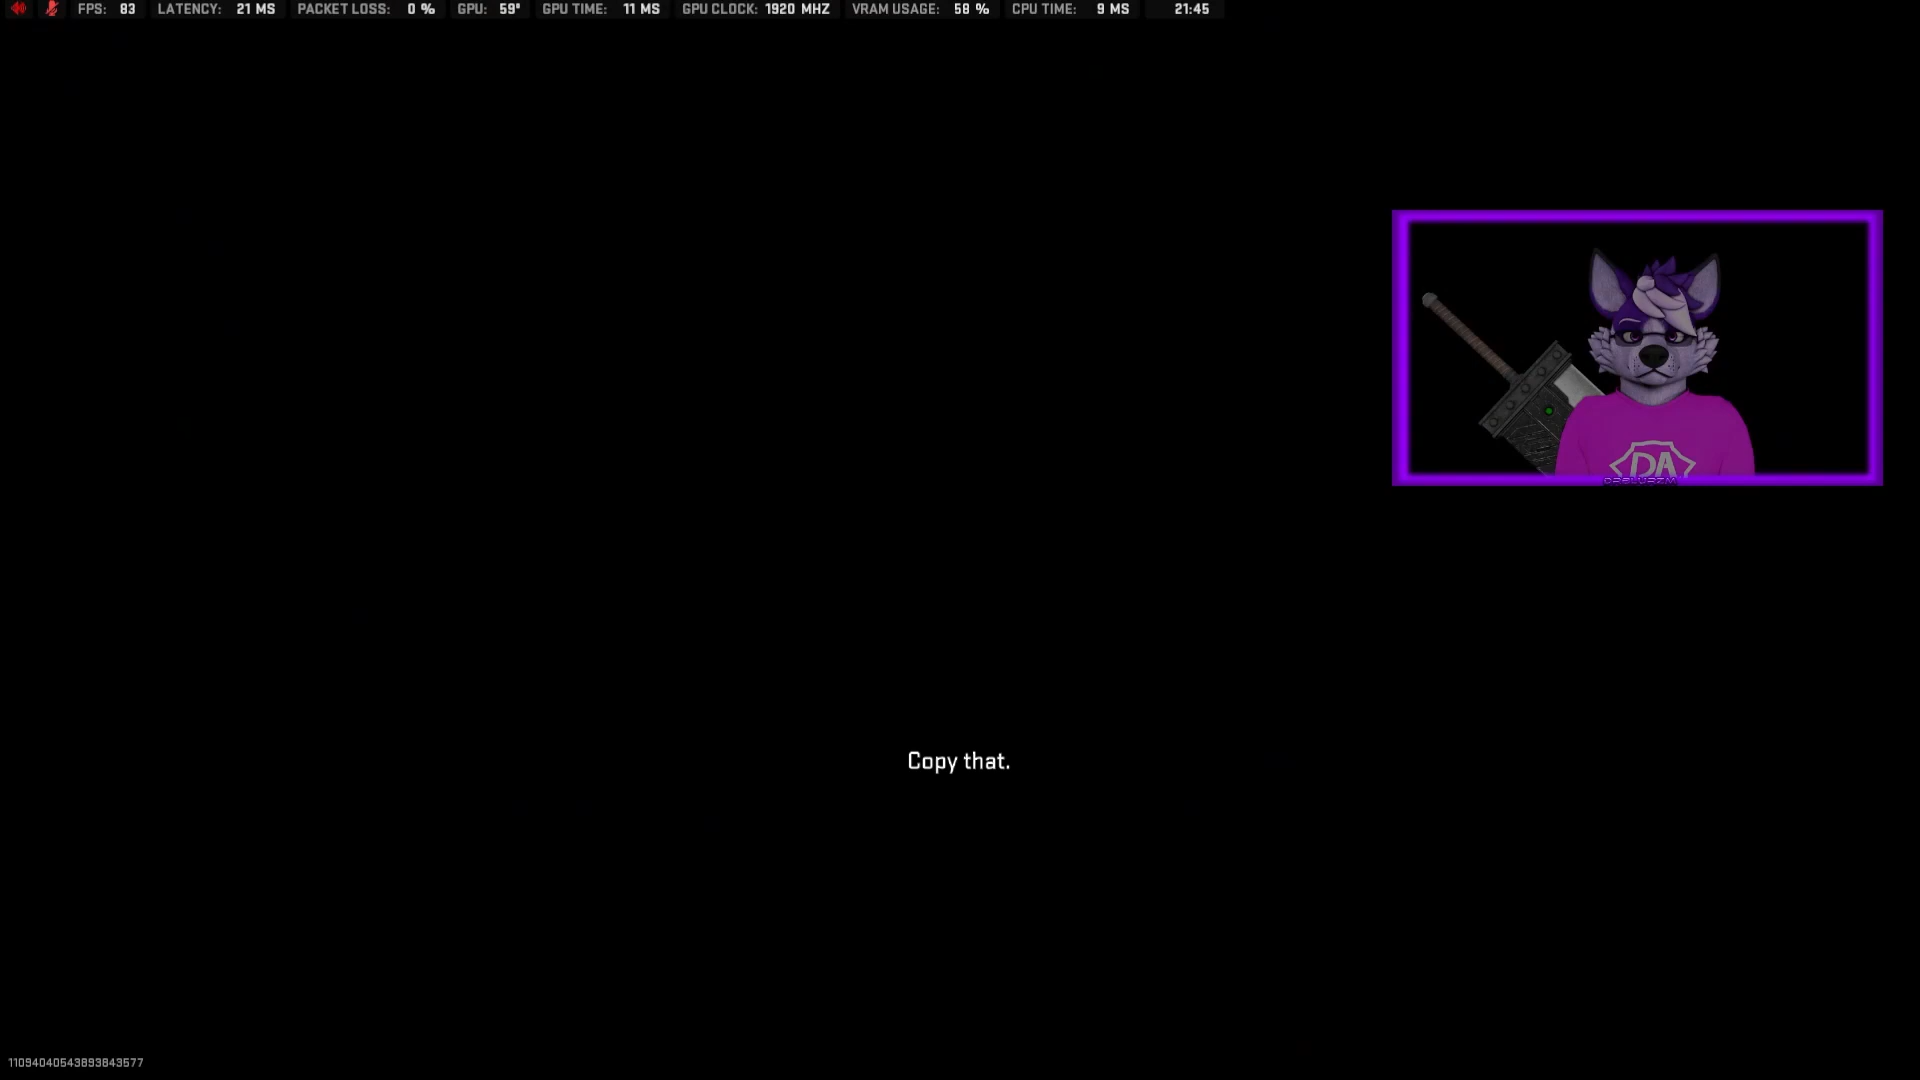 FPS: 83 LATENCY: 21 MS PACKET LOSS: 0 % GPU: 59° GPU TIME: 11 MS GPU CLOCK: 1920 MHZ VRAM USAGE: 58 % CPU TIME: 9 MS 21:45
DA
Copy that.
11094040543893843577